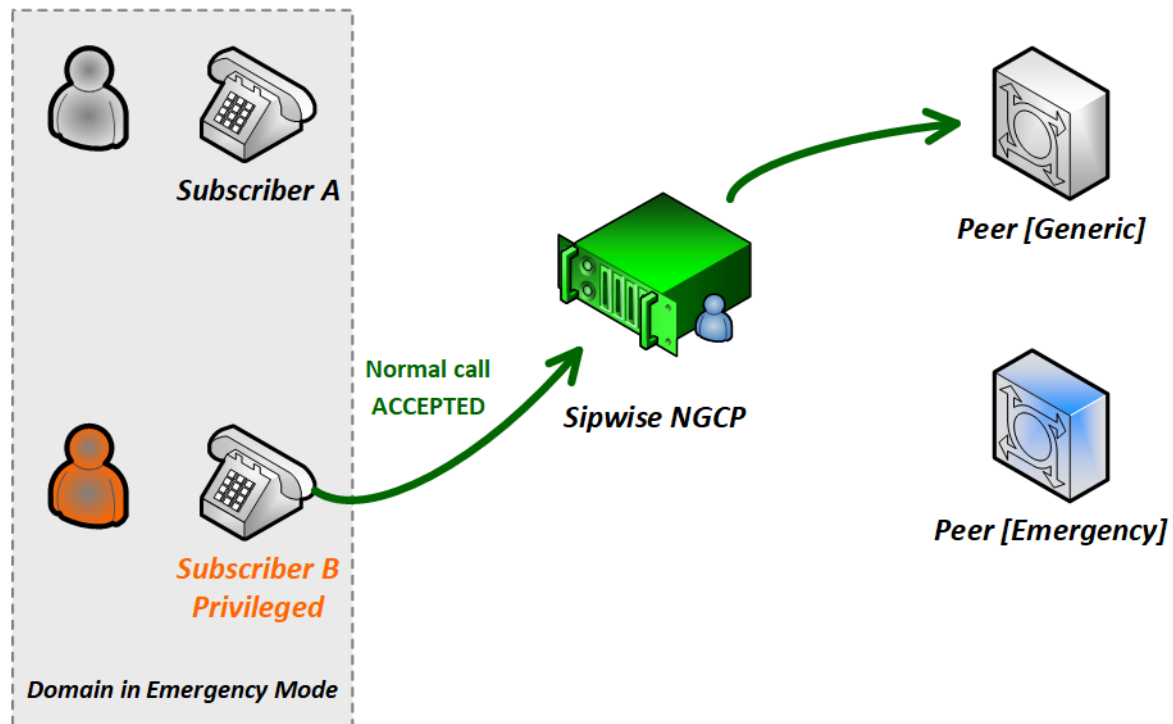 Subscriber A
Peer [Generic]
Normal call
ACCEPTED
Sipwise NGCP
Peer [Emergency]
Subscriber B
Privileged
Domain in Emergency Mode